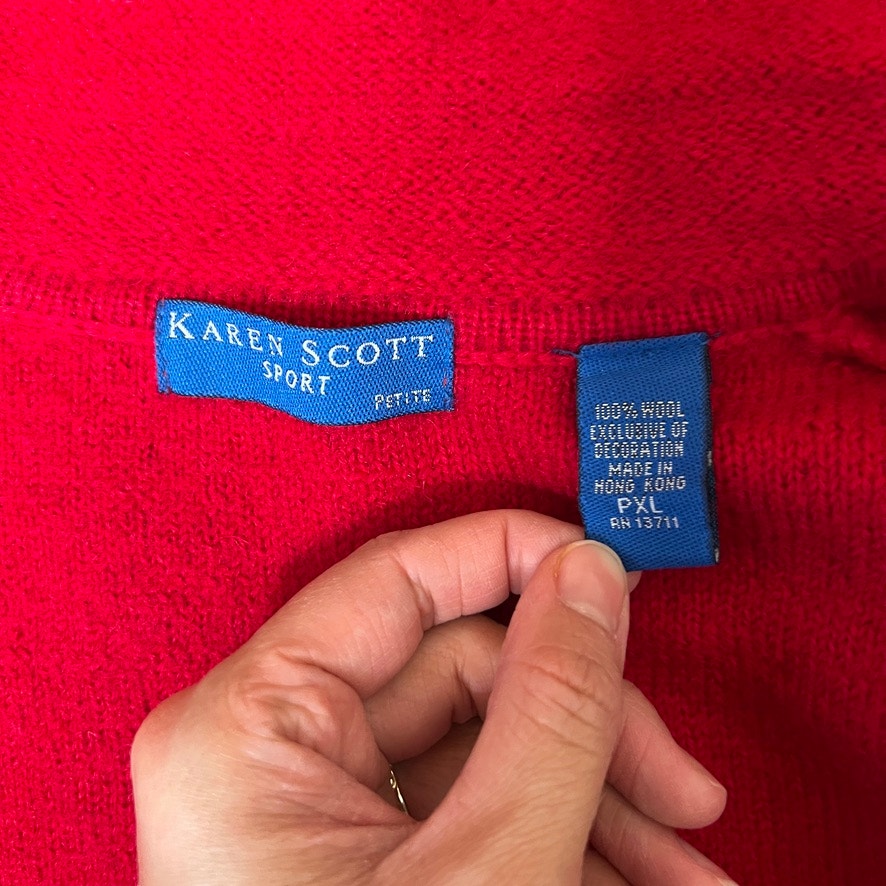 KAREN SCOTT
SPORT
PETITE
100% WOOL
EXCLUSIVE OF
DECORATION
MADE IN
HONG KONG
PXL
RN 13711